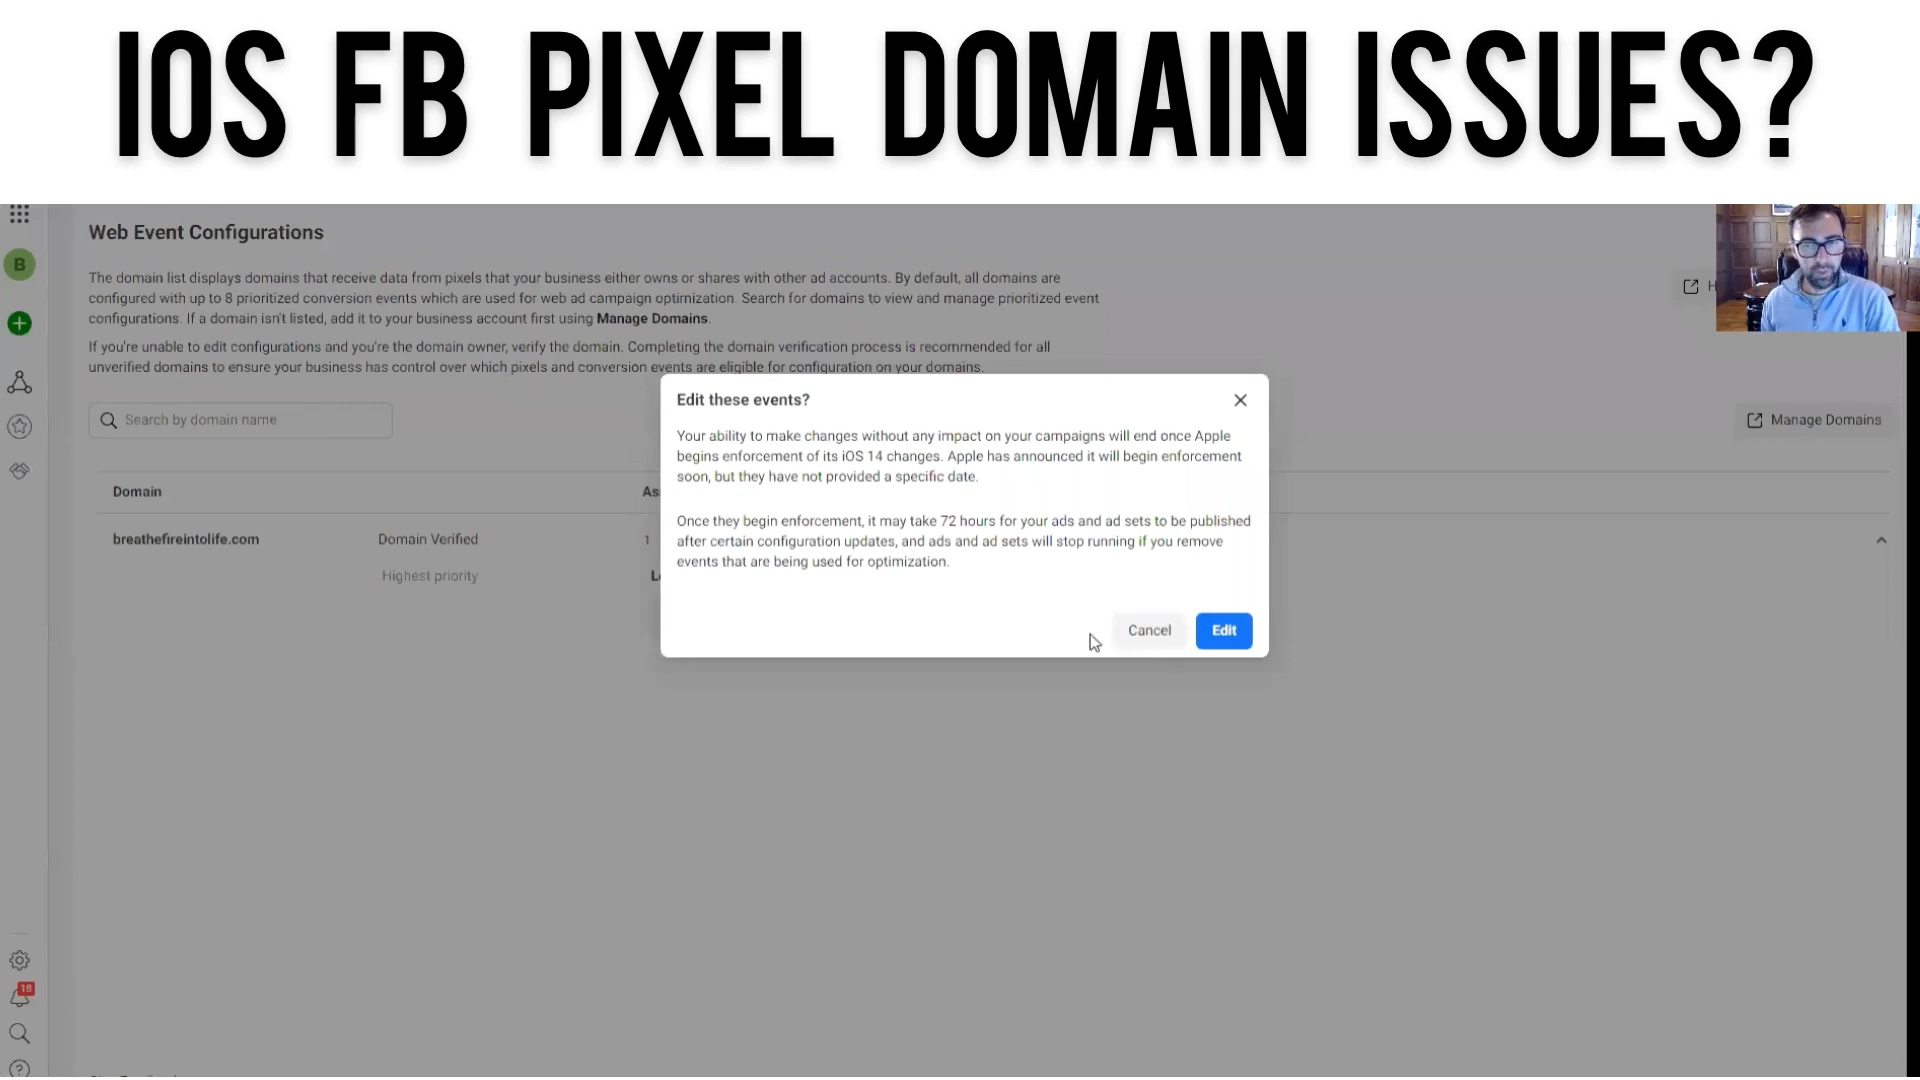 IOS FB PIXEL DOMAIN ISSUES?
Web Event Configurations
B
The domain list displays domains that receive data from pixels that your business either owns or shares with other ad accounts. By default, all domains are
configured with up to 8 prioritized conversion events which are used for web ad campaign optimization. Search for domains to view and manage prioritized event
H
configurations. If a domain isn't listed, add it to your business account first using Manage Domains.
If you're unable to edit configurations and you're the domain owner, verify the domain. Completing the domain verification process is recommended for all
unverified domains to ensure your business has control over which pixels and conversion events are eligible for configuration on your domains.
Search by domain name
Manage Domains
Domain
As
breathefireintolife.com Domain Verified 1
Highest priority
Edit these events?
Your ability to make changes without any impact on your campaigns will end once Apple
begins enforcement of its iOS 14 changes. Apple has announced it will begin enforcement
soon, but they have not provided a specific date.
Once they begin enforcement, it may take 72 hours for your ads and ad sets to be published
after certain configuration updates, and ads and ad sets will stop running if you remove
events that are being used for optimization.
Cancel Edit
18